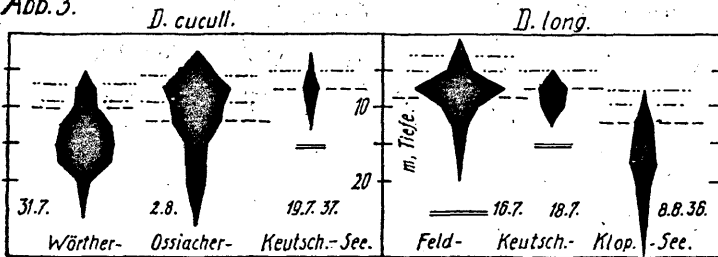 Abb. 3.
D. cucull. D. long.
10
m, Tiefe.
20
31.7. 2.8. 19.7. 37. 16.7. 18.7. 8.8.36.
Wörther- Ossiacher- Keutsch.-See. Feld- Keutsch.- Klop.-See.